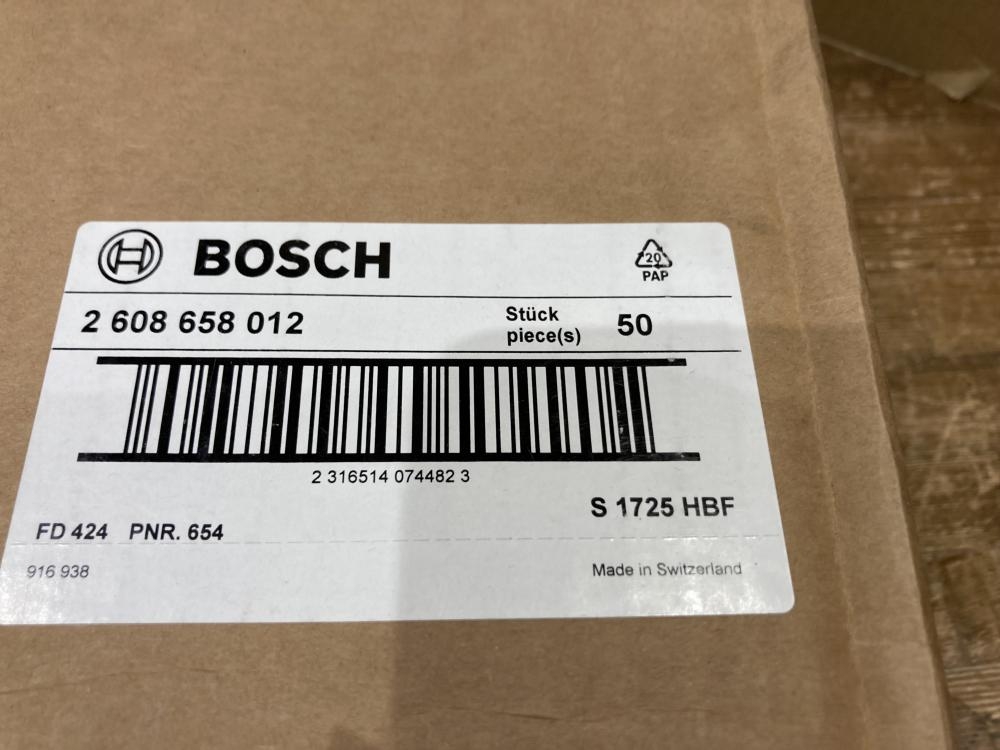 BOSCH
20
PAP
2 608 658 012
Stück
piece(s)
50
2 316514 074482 3
S 1725 HBF
FD 424 PNR. 654
916 938
Made in Switzerland